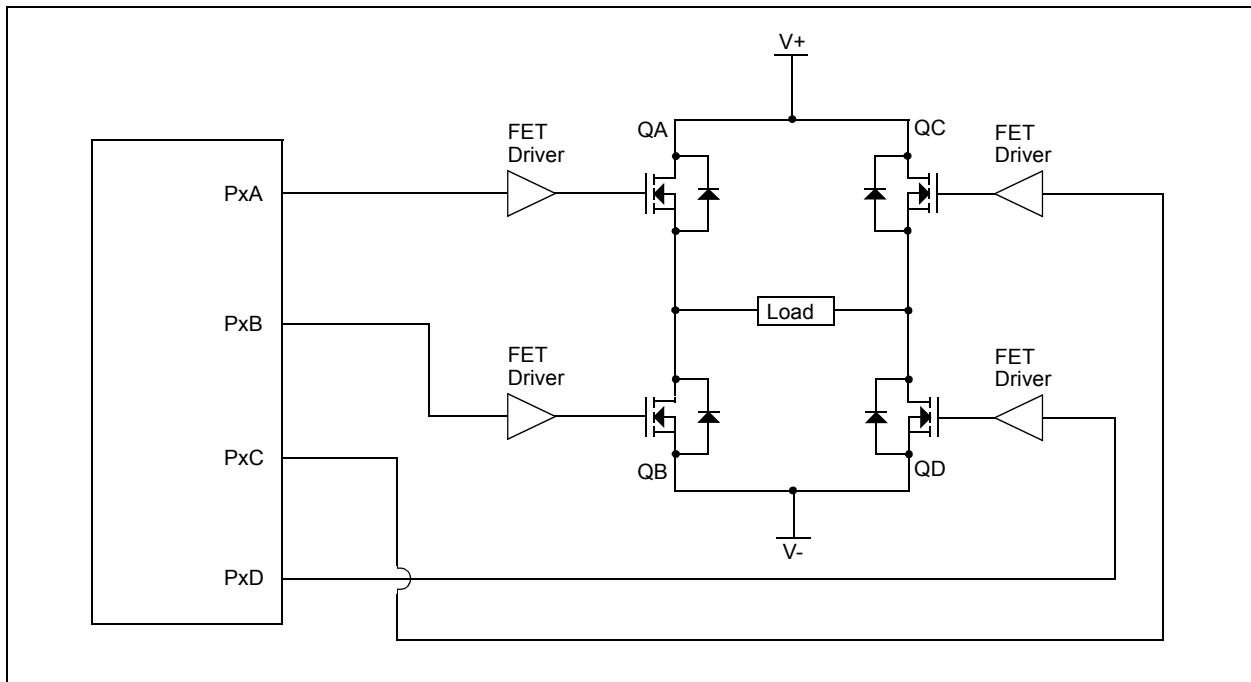 V+
FET
Driver
QA
QC
FET
Driver
PxA
Load
PxB
FET
Driver
FET
Driver
PxC
QB
QD
V-
PxD